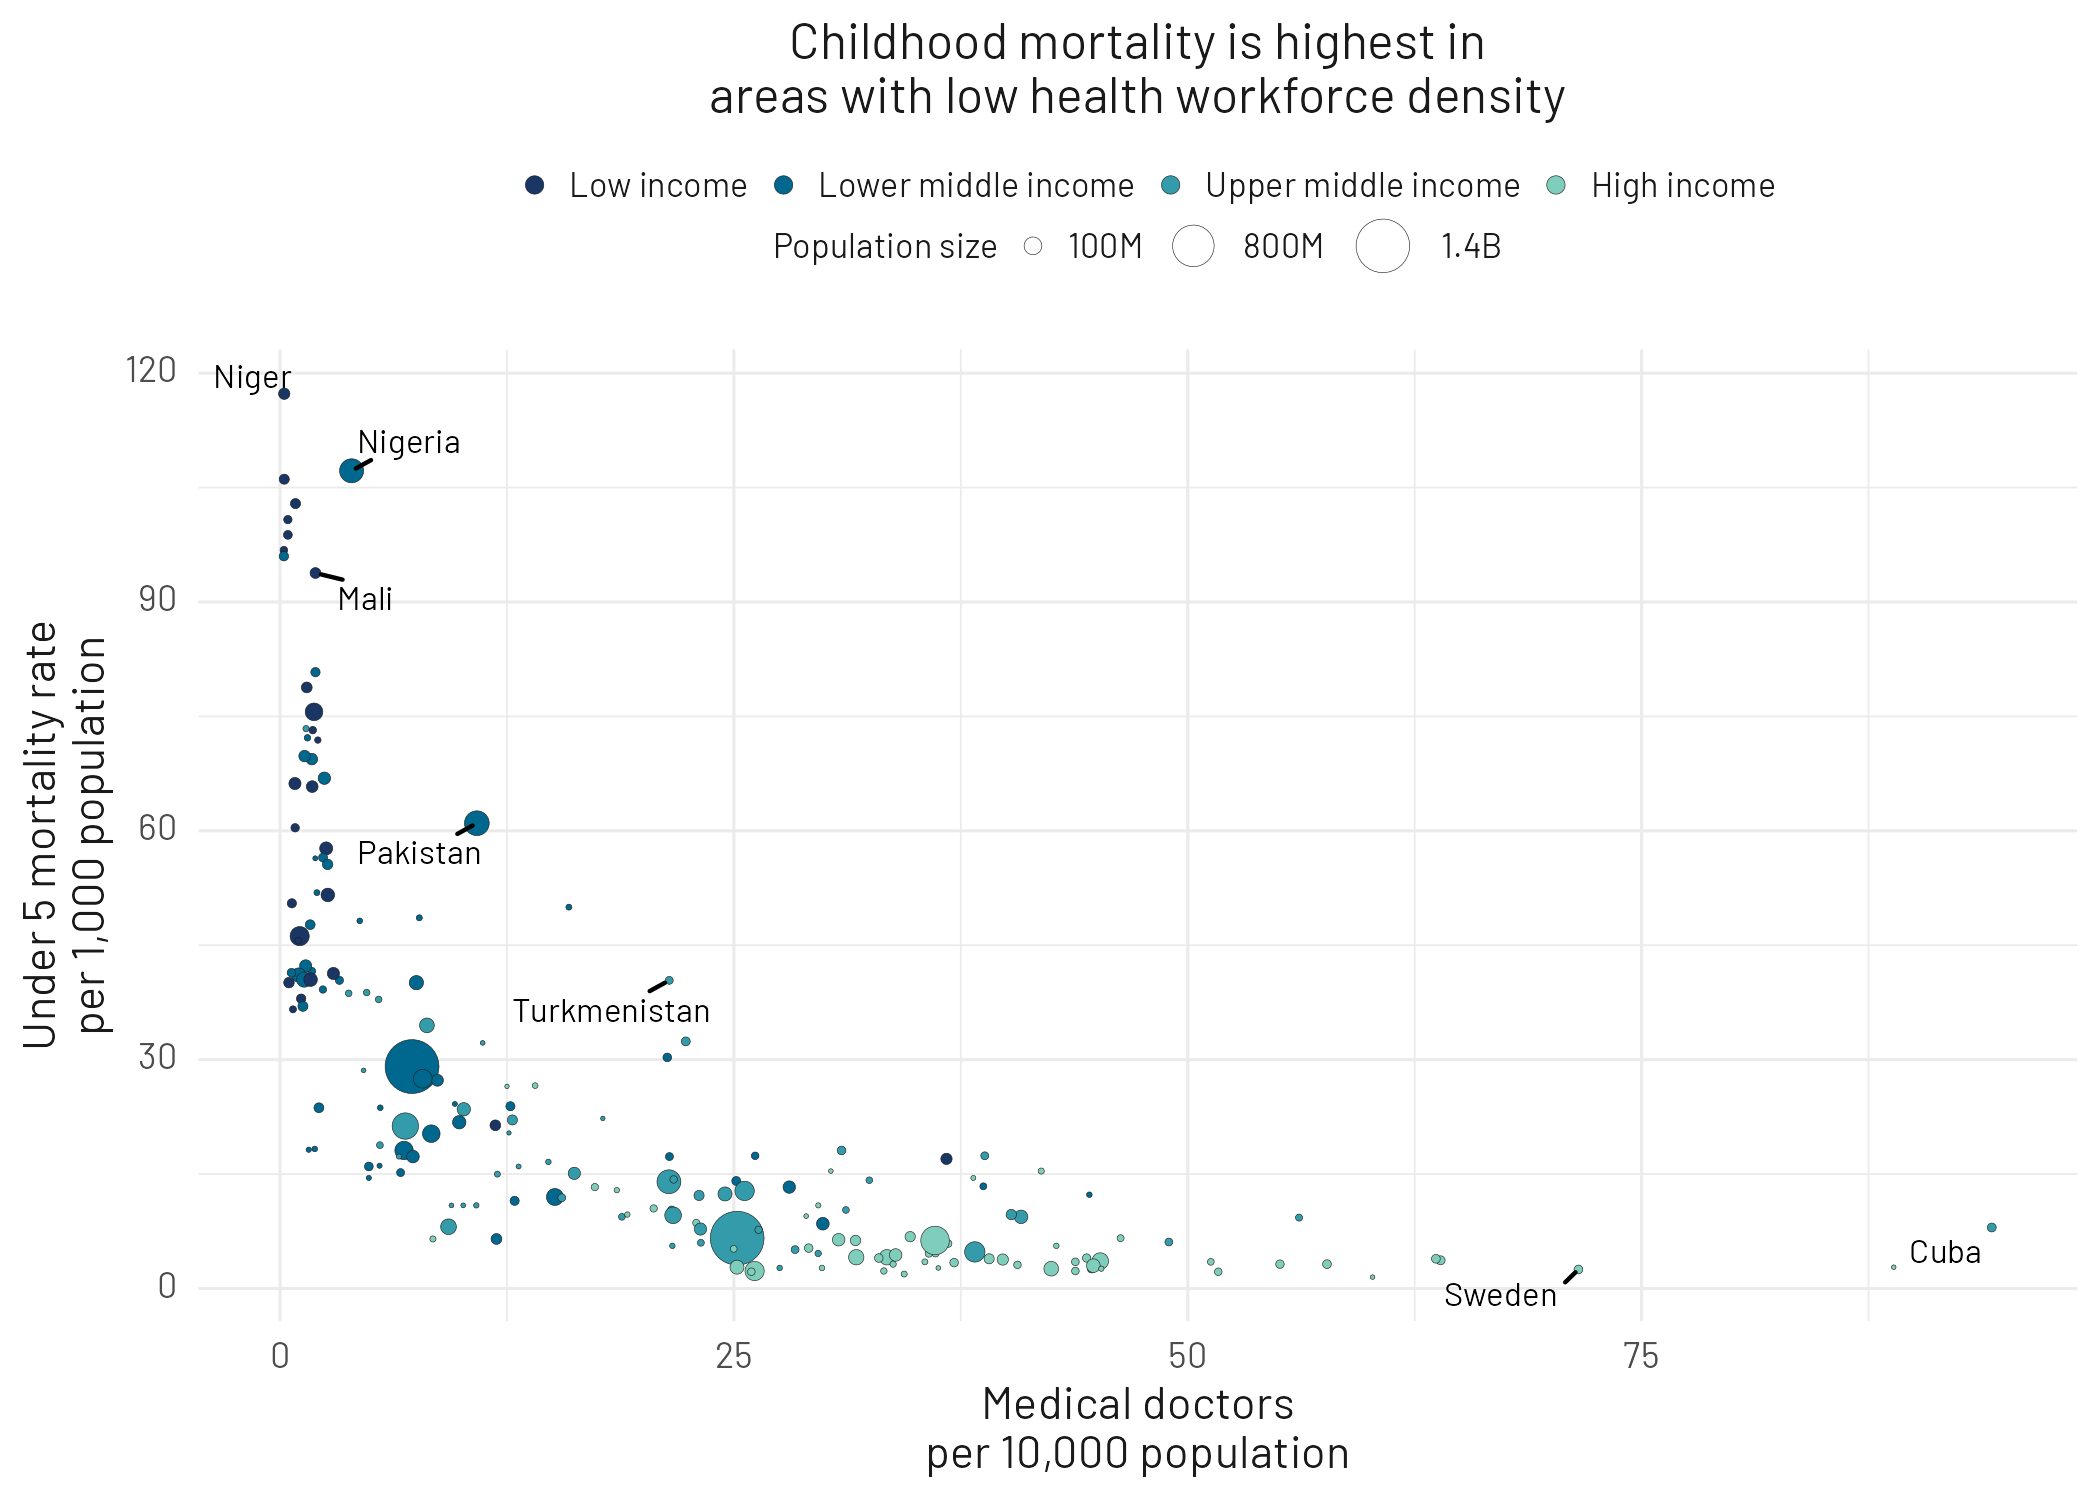 Childhood mortality is highest in
areas with low health workforce density
Low income Lower middle income Upper middle income High income
Population size 100M 800M 1.4B
120
90
60
30
0
Under 5 mortality rate
per 1,000 population
Niger
Nigeria
Mali
Pakistan
Turkmenistan
Cuba
Sweden
0 25 50 75
Medical doctors
per 10,000 population